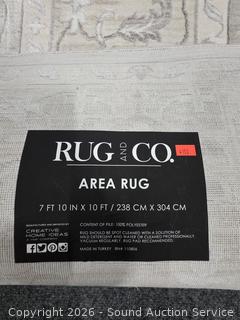 RUG AND CO.
AREA RUG
7 FT 10 IN X 10 FT / 238 CM X 304 CM
CONTENT OF PILE: 100% POLYESTER
RUG SHOULD BE SPOT CLEANED WITH A SOLUTION OF
MILD DETERGENT AND WATER OR CLEANED PROFESSIONALLY
VACUUM REGULARLY. RUG PAD RECOMMENDED.
MADE IN TURKEY
CREATIVE
HOME IDEAS
Copyright 2026 - Sound Auction Service